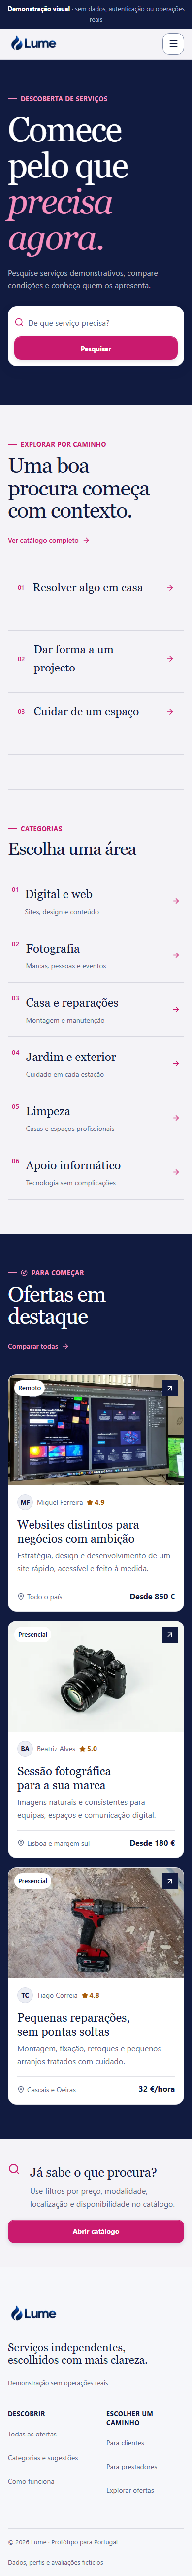 Demonstração visual · sem dados, autenticação ou operações
reais
Lume
DESCOBERTA DE SERVIÇOS
Comece
pelo que
precisa
agora.
Pesquise serviços demonstrativos, compare
condições e conheça quem os apresenta.
De que serviço precisa?
Pesquisar
EXPLORAR POR CAMINHO
Uma boa
procura começa
com contexto.
Ver catálogo completo
01 Resolver algo em casa
02 Dar forma a um
projecto
03 Cuidar de um espaço
CATEGORIAS
Escolha uma área
01 Digital e web
Sites, design e conteúdo
02 Fotografia
Marcas, pessoas e eventos
03 Casa e reparações
Montagem e manutenção
04 Jardim e exterior
Cuidado em cada estação
05 Limpeza
Casas e espaços profissionais
06 Apoio informático
Tecnologia sem complicações
PARA COMEÇAR
Ofertas em
destaque
Comparar todas
Remoto
MF Miguel Ferreira 4.9
Websites distintos para
negócios com ambição
Estratégia, design e desenvolvimento de um
site rápido, acessível e feito à medida.
Todo o país Desde 850 €
Presencial
BA Beatriz Alves 5.0
Sessão fotográfica
para a sua marca
Imagens naturais e consistentes para
equipas, espaços e comunicação digital.
Lisboa e margem sul Desde 180 €
Presencial
TC Tiago Correia 4.8
Pequenas reparações,
sem pontas soltas
Montagem, fixação, retoques e pequenos
arranjos tratados com cuidado.
Cascais e Oeiras 32 €/hora
Já sabe o que procura?
Use filtros por preço, modalidade,
localização e disponibilidade no catálogo.
Abrir catálogo
Lume
Serviços independentes,
escolhidos com mais clareza.
Demonstração sem operações reais
DESCOBRIR
Todas as ofertas
Categorias e sugestões
Como funciona
ESCOLHER UM
CAMINHO
Para clientes
Para prestadores
Explorar ofertas
© 2026 Lume · Protótipo para Portugal
Dados, perfis e avaliações fictícios